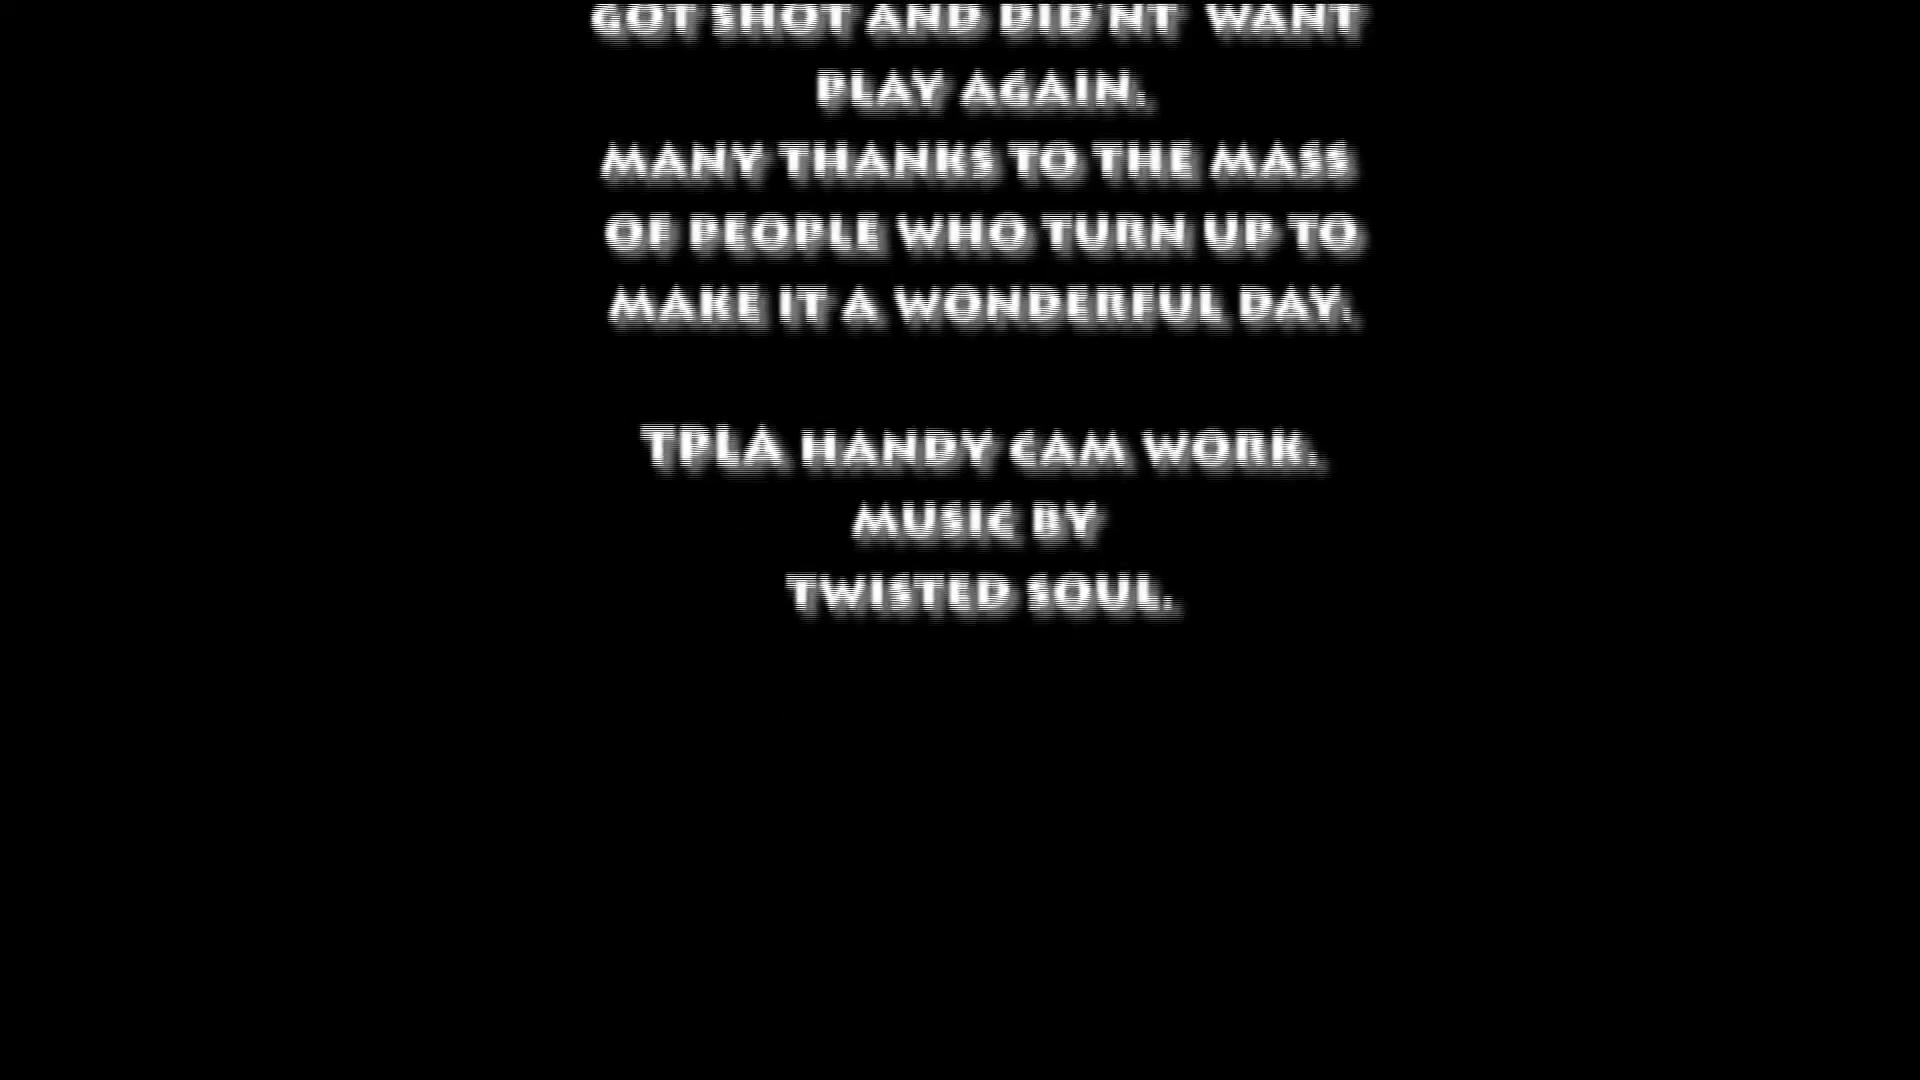 GOT SHOT AND DID'NT WANT
PLAY AGAIN.
MANY THANKS TO THE MASS
OF PEOPLE WHO TURN UP TO
MAKE IT A WONDERFUL DAY.
TPLA HANDY CAM WORK.
MUSIC BY
TWISTED SOUL.